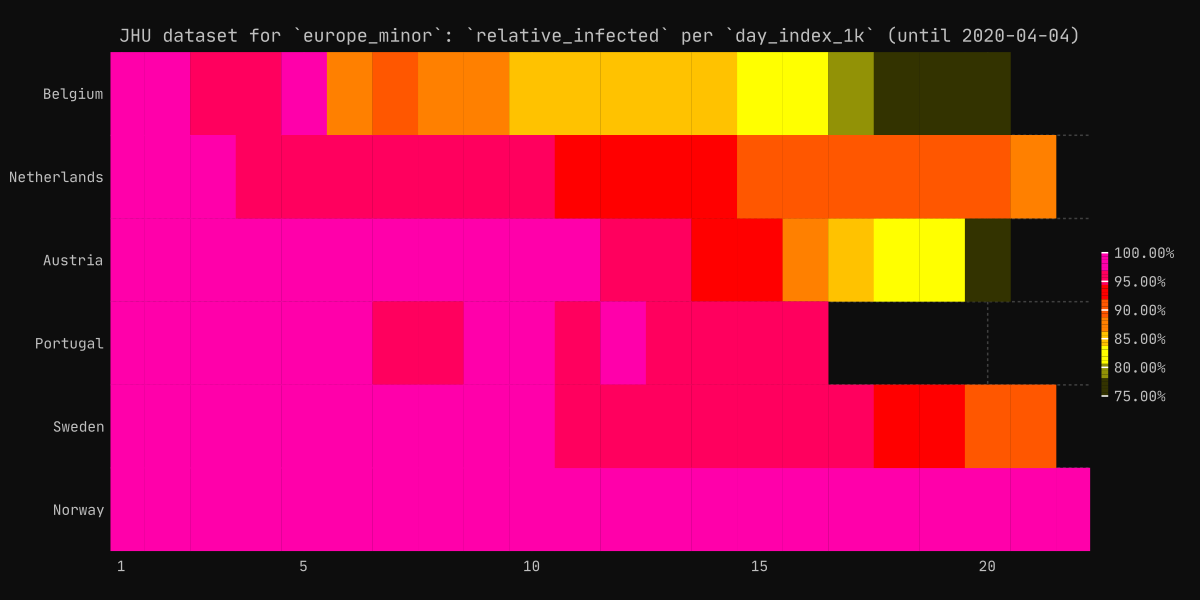 JHU dataset for `europe_minor`: `relative_infected` per `day_index_1k` (until 2020-04-04)
Belgium
Netherlands
Austria
Portugal
Sweden
Norway
1 5 10 15 20
100.00%
95.00%
90.00%
85.00%
80.00%
75.00%